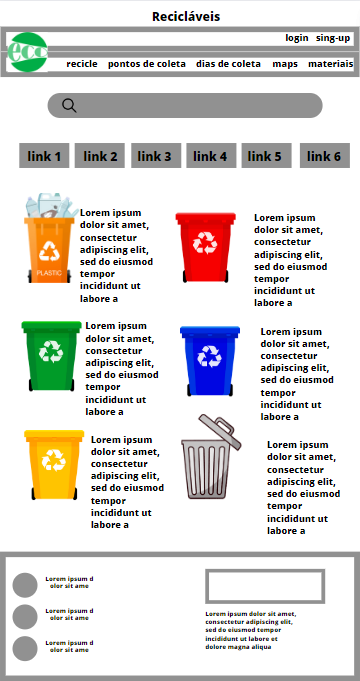 Recicláveis
login sing-up
eco
recicle pontos de coleta dias de coleta maps materiais
link 1 link 2 link 3 link 4 link 5 link 6
PLASTIC
Lorem ipsum
dolor sit amet,
consectetur
adipiscing elit,
sed do eiusmod
tempor
incididunt ut
labore a
Lorem ipsum
dolor sit amet,
consectetur
adipiscing elit,
sed do eiusmod
tempor
incididunt ut
labore a
Lorem ipsum
dolor sit amet,
consectetur
adipiscing elit,
sed do eiusmod
tempor
incididunt ut
labore a
Lorem ipsum
dolor sit amet,
consectetur
adipiscing elit,
sed do eiusmod
tempor
incididunt ut
labore a
Lorem ipsum
dolor sit amet,
consectetur
adipiscing elit,
sed do eiusmod
tempor
incididunt ut
labore a
Lorem ipsum
dolor sit amet,
consectetur
adipiscing elit,
sed do eiusmod
tempor
incididunt ut
labore a
Lorem ipsum d
olor sit ame
Lorem ipsum d
olor sit ame
Lorem ipsum d
olor sit ame
Lorem ipsum dolor sit amet,
consectetur adipiscing elit,
sed do eiusmod tempor
incididunt ut labore et
dolore magna aliqua